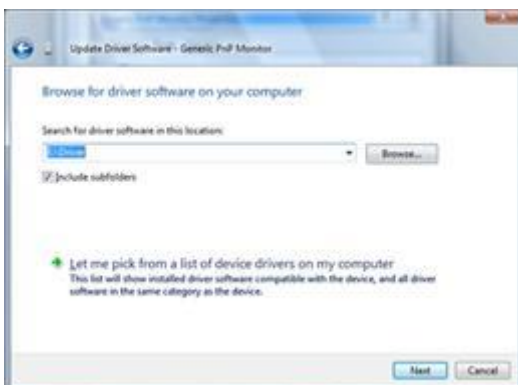 Update Driver Software - Generic PnP Monitor
Browse for driver software on your computer
Search for driver software in this location:
Browse...
Include subfolders
Let me pick from a list of device drivers on my computer
This list will show installed driver software compatible with the device, and all driver
software in the same category as the device.
Next Cancel